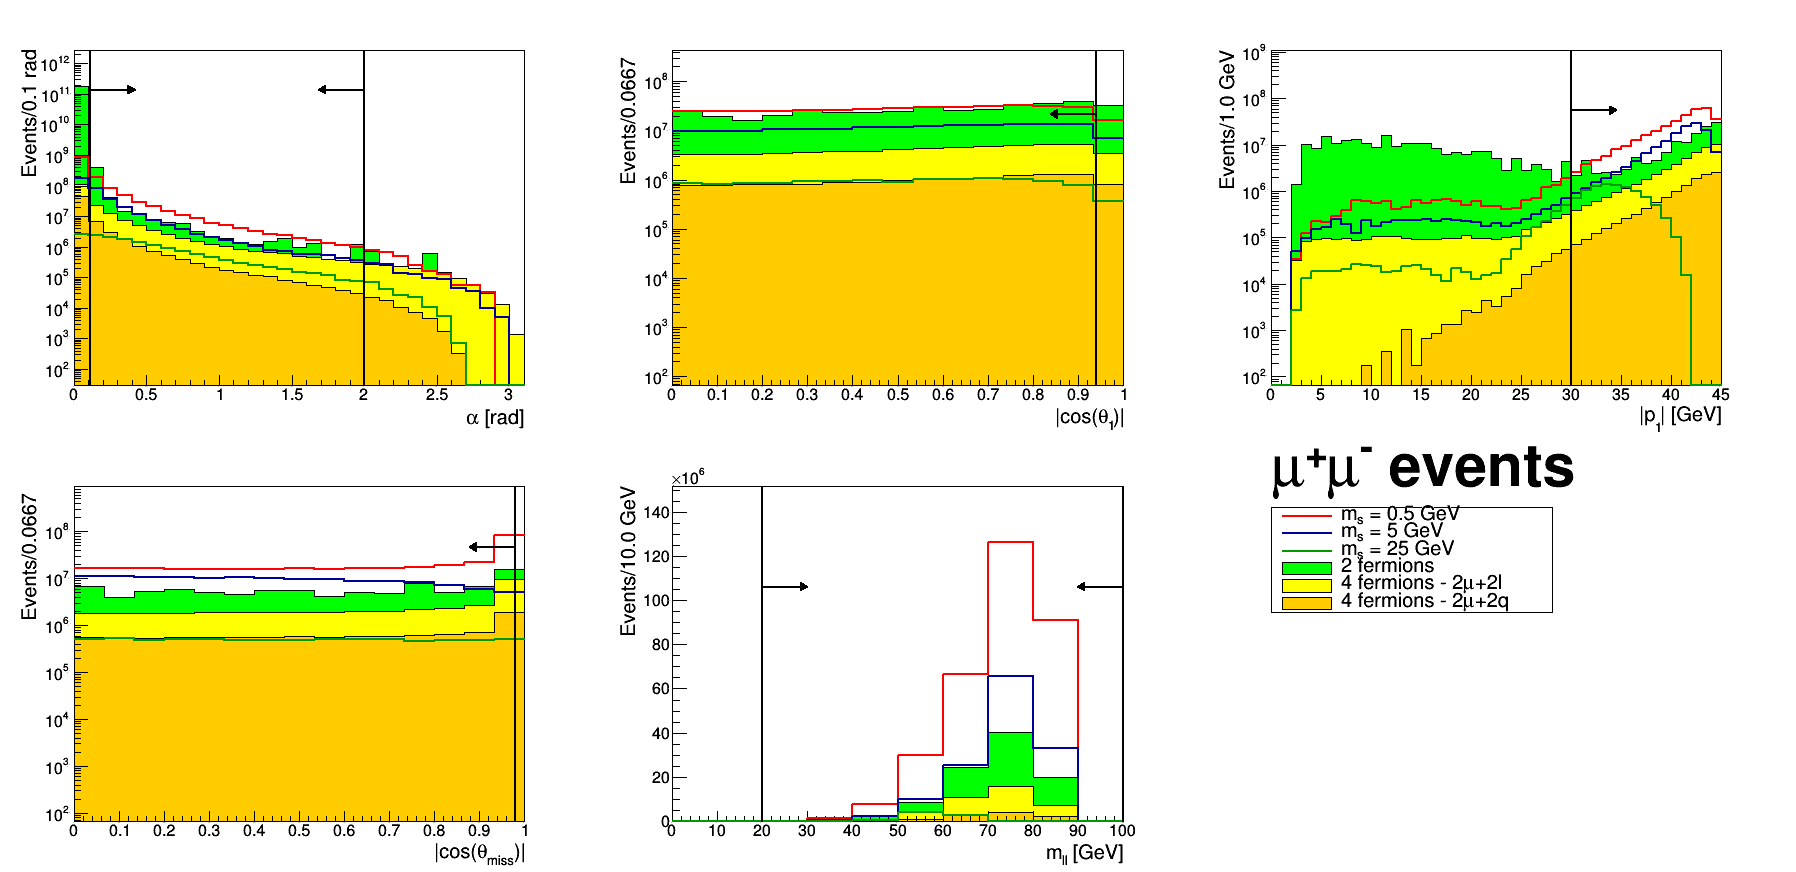 Events/0.1 rad
10¹²
10¹¹
10¹⁰
10⁹
10⁸
10⁷
10⁶
10⁵
10⁴
10³
10²
0 0.5 1 1.5 2 2.5 3
α [rad]
Events/0.0667
10⁸
10⁷
10⁶
10⁵
10⁴
10³
10²
0 0.1 0.2 0.3 0.4 0.5 0.6 0.7 0.8 0.9 1
|cos(θ₁)|
Events/1.0 GeV
10⁹
10⁸
10⁷
10⁶
10⁵
10⁴
10³
10²
0 5 10 15 20 25 30 35 40 45
|p₁| [GeV]
Events/0.0667
10⁸
10⁷
10⁶
10⁵
10⁴
10³
10²
0 0.1 0.2 0.3 0.4 0.5 0.6 0.7 0.8 0.9 1
|cos(θmiss)|
×10⁶
Events/10.0 GeV
140
120
100
80
60
40
20
0
0 10 20 30 40 50 60 70 80 90 100
mll [GeV]
μ⁺μ⁻ events
mₛ = 0.5 GeV
mₛ = 5 GeV
mₛ = 25 GeV
2 fermions
4 fermions - 2μ+2l
4 fermions - 2μ+2q